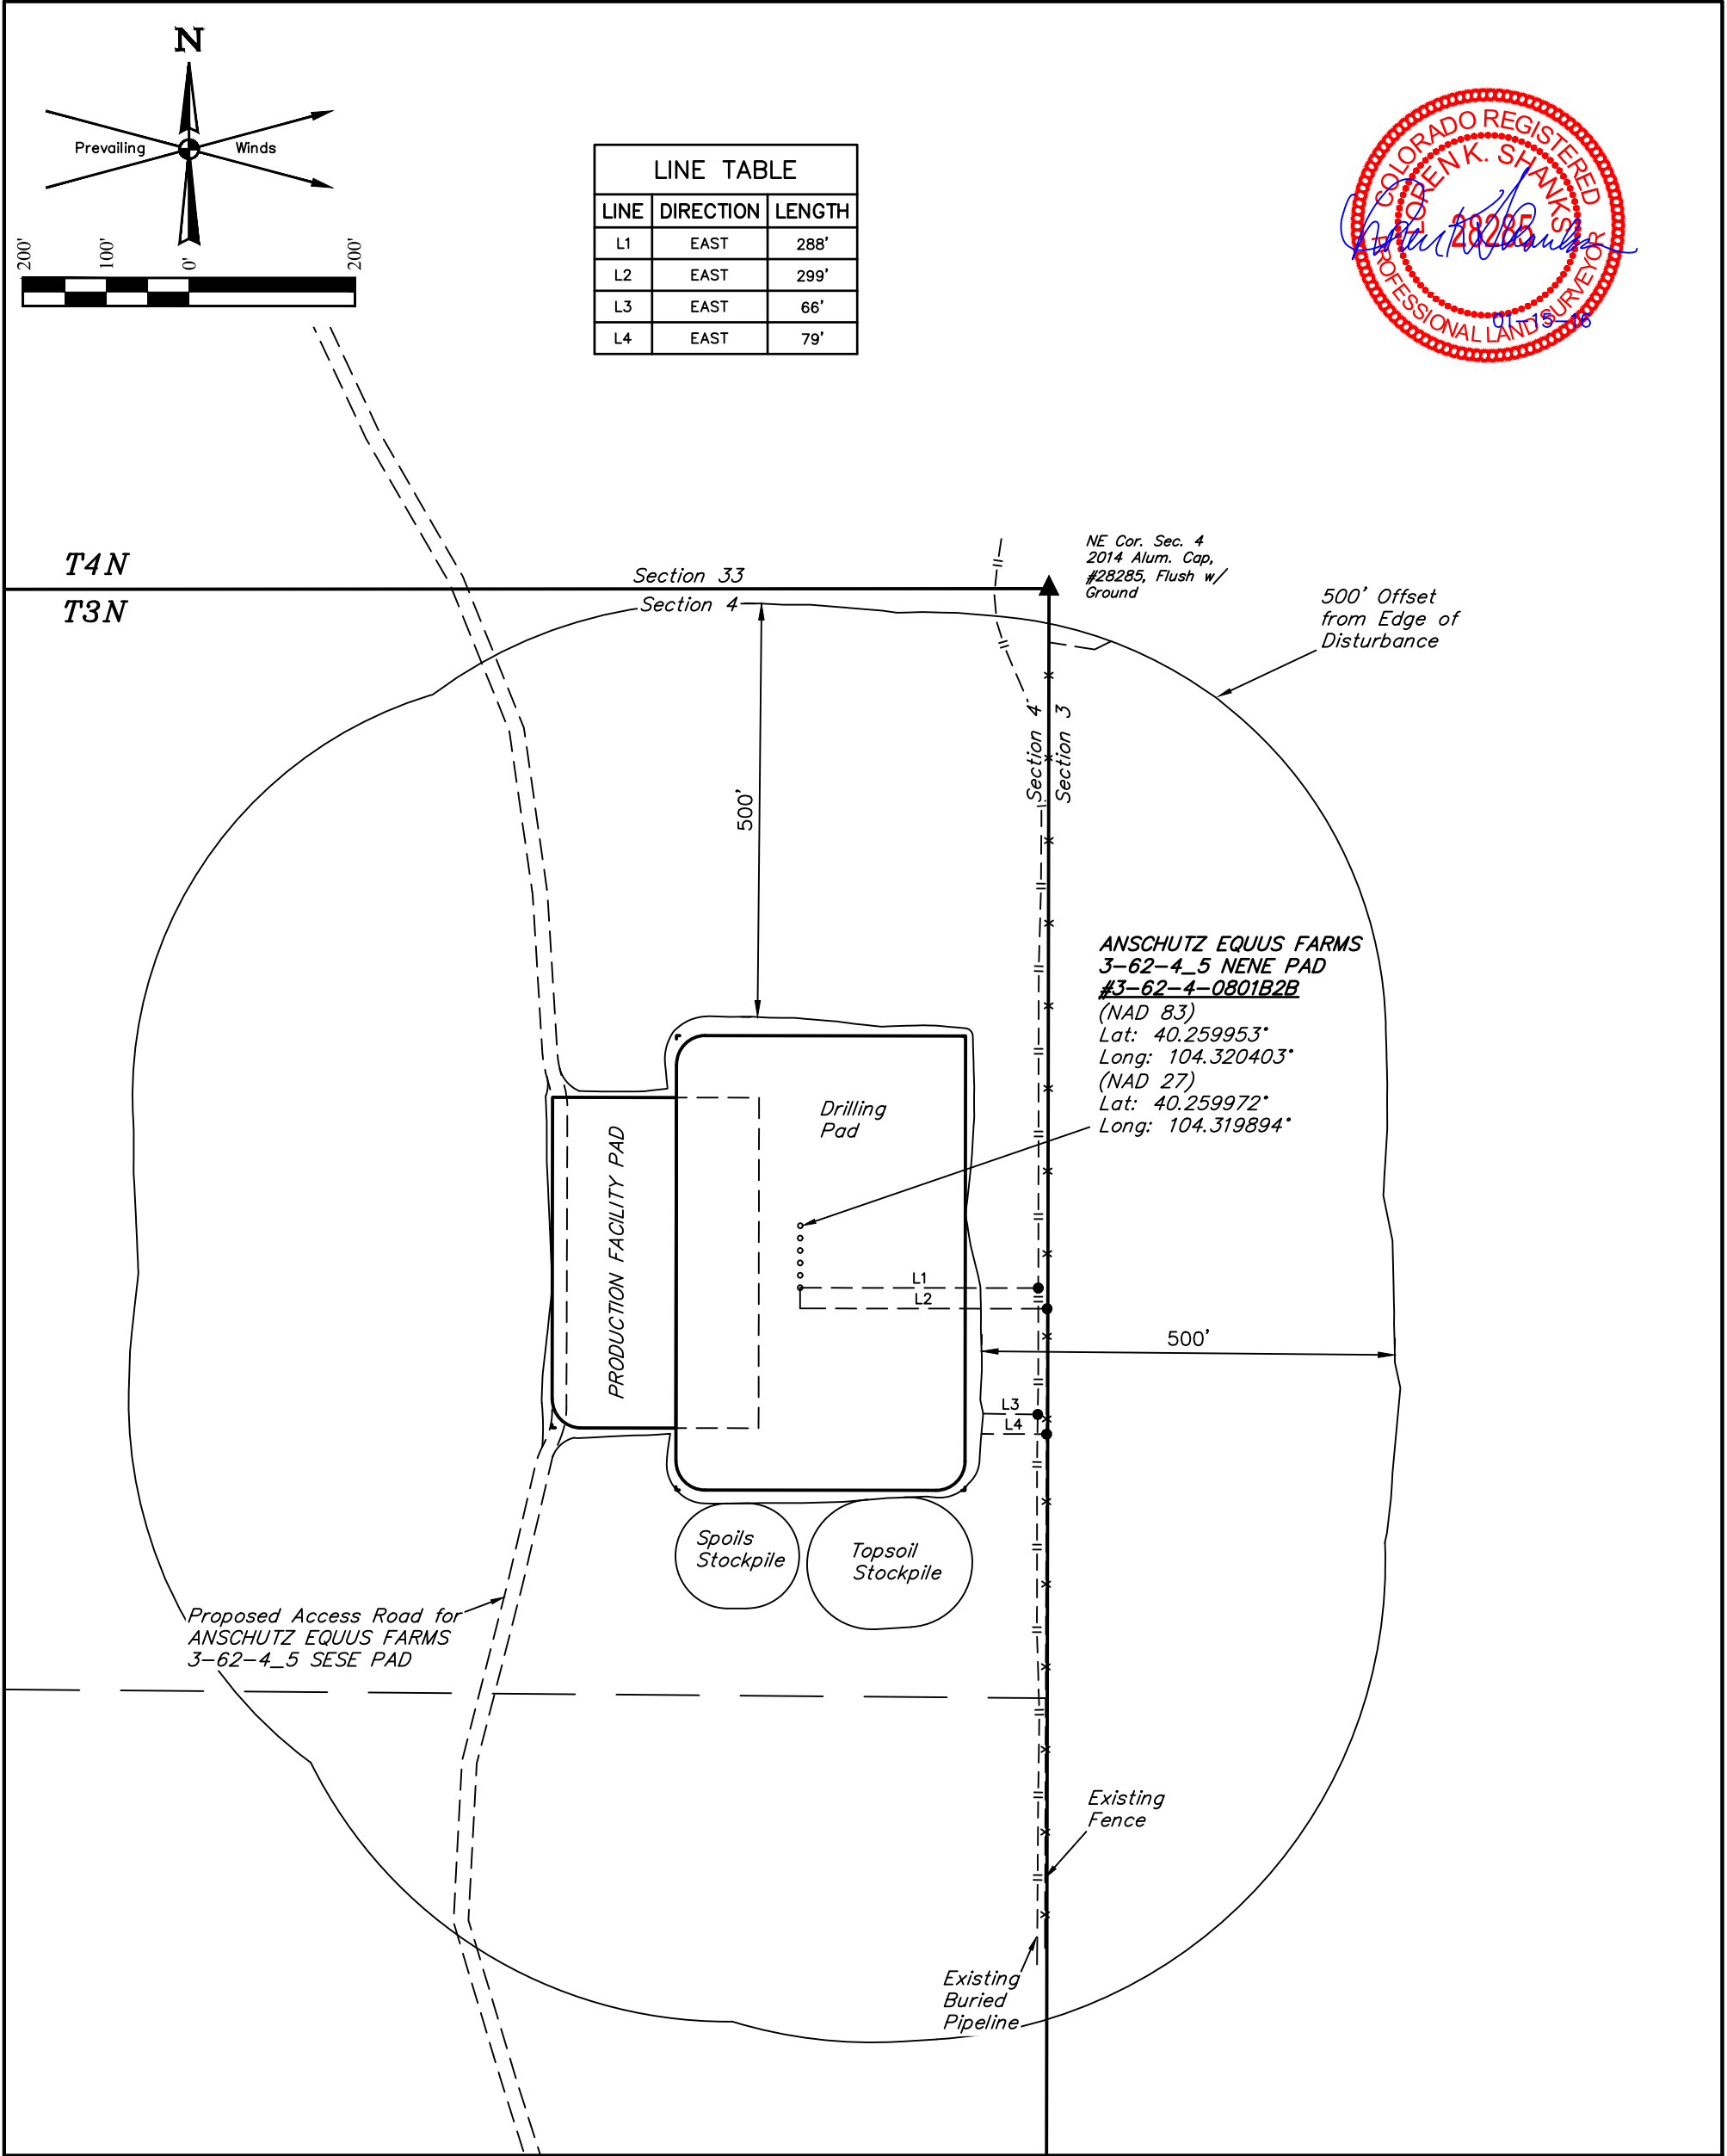 N
Prevailing Winds
200' 100' 0' 200'
LINE TABLE
LINE DIRECTION LENGTH
L1 EAST 288'
L2 EAST 299'
L3 EAST 66'
L4 EAST 79'
COLORADO REGISTERED
LOREN K. SHANKS
28285
PROFESSIONAL LAND SURVEYOR
01-15-16
T4N
T3N
Section 33
Section 4
NE Cor. Sec. 4
2014 Alum. Cap,
#28285, Flush w/
Ground
500' Offset
from Edge of
Disturbance
500'
Section 4
Section 3
ANSCHUTZ EQUUS FARMS
3-62-4_5 NENE PAD
#3-62-4-0801B2B
(NAD 83)
Lat: 40.259953°
Long: 104.320403°
(NAD 27)
Lat: 40.259972°
Long: 104.319894°
Drilling
Pad
PRODUCTION FACILITY PAD
L1
L2
500'
L3
L4
Spoils
Stockpile
Topsoil
Stockpile
Proposed Access Road for
ANSCHUTZ EQUUS FARMS
3-62-4_5 SESE PAD
Existing
Fence
Existing
Buried
Pipeline